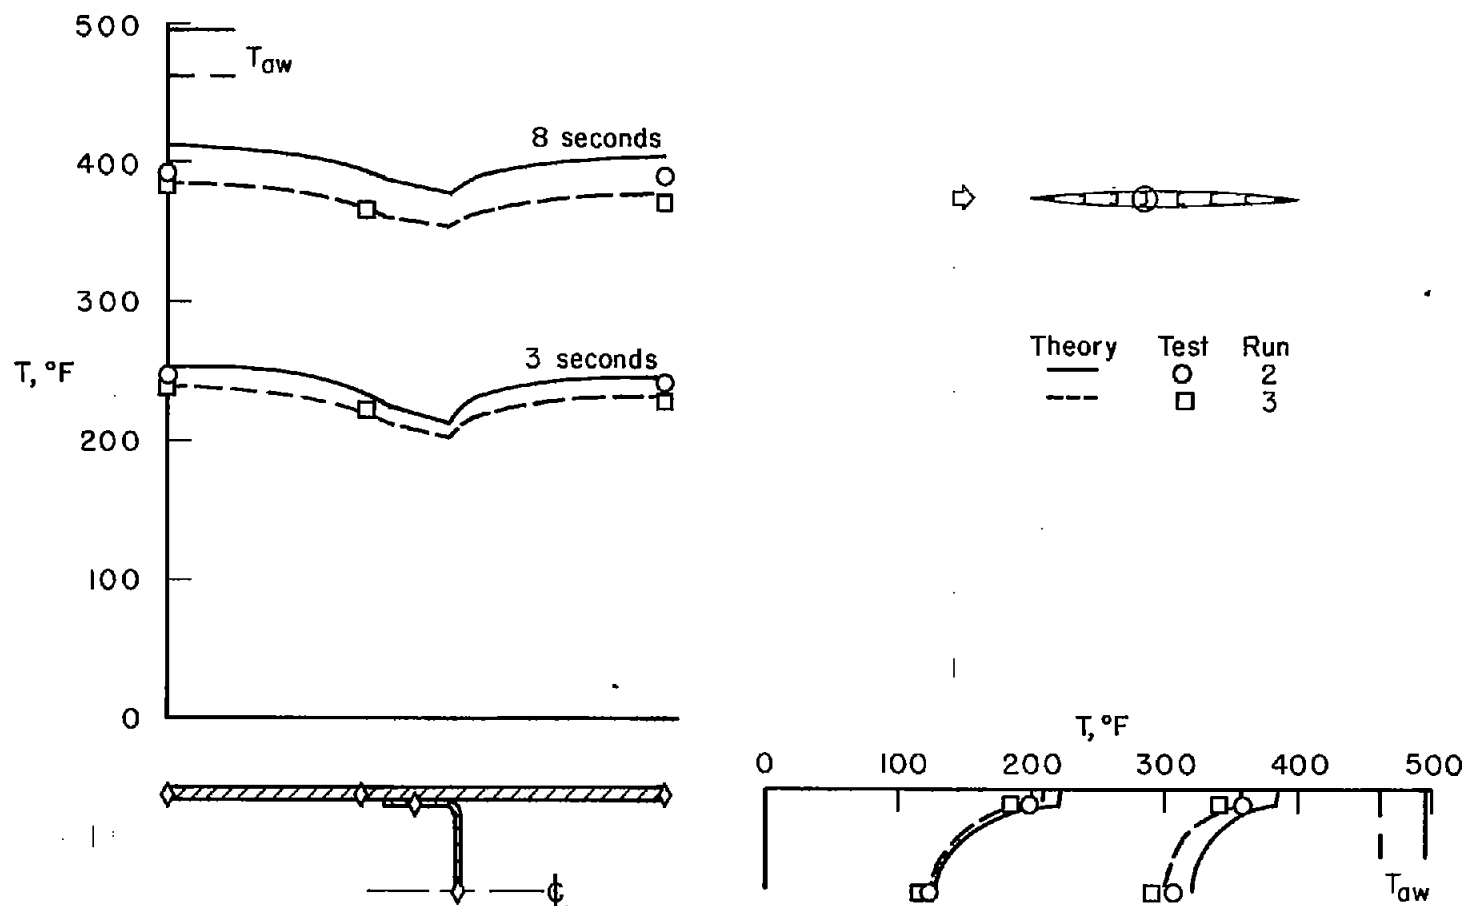 500
T_aw
8 seconds
400
300
T, °F
3 seconds
200
100
0
Theory Test Run
2
3
T, °F
0 100 200 300 400 500
T_aw
℄